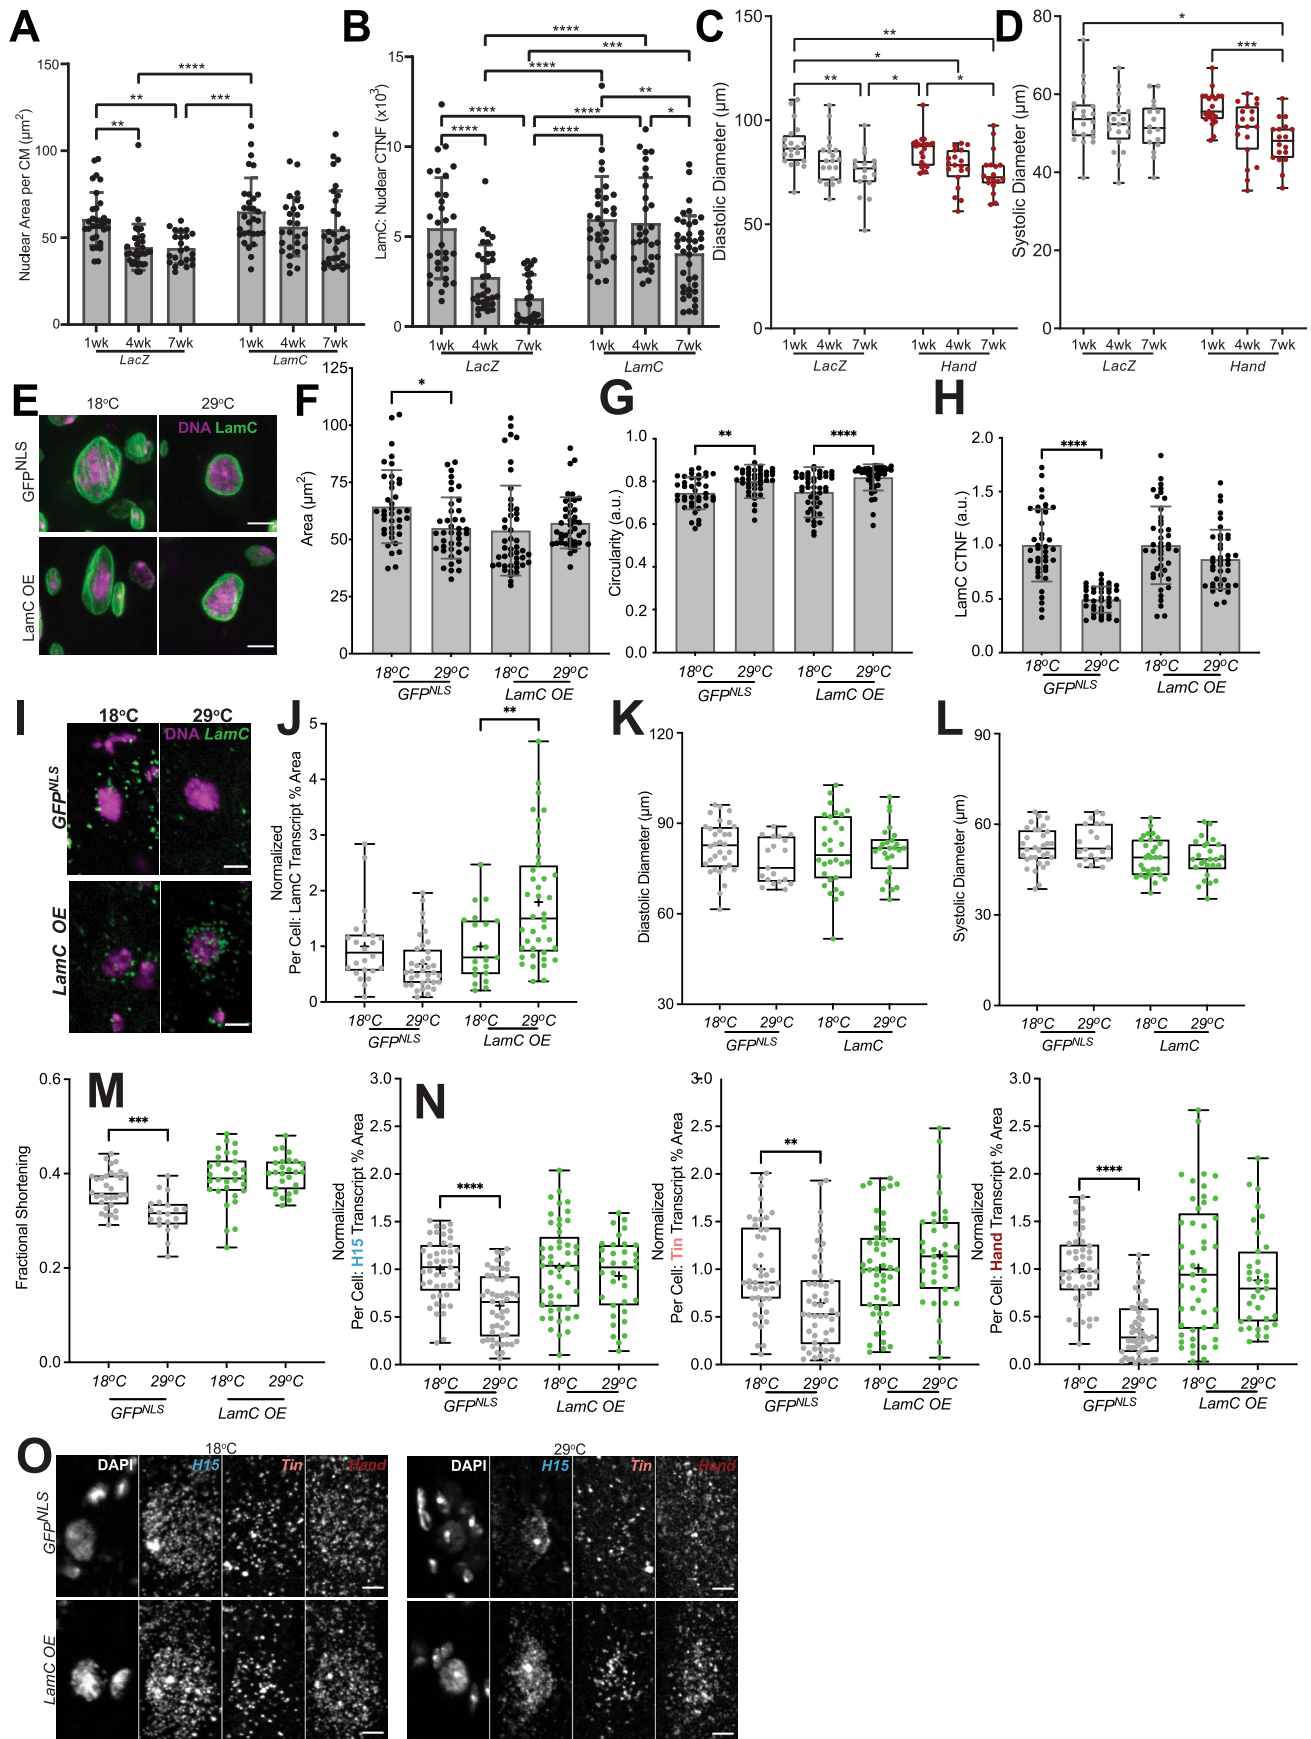 A
Nuclear Area per CM (µm²)
150
100
50
0
**
**
****
***
1wk 4wk 7wk 1wk 4wk 7wk
LacZ LamC
B
LamC: Nuclear CTNF (x10³)
15
10
5
0
****
***
****
**
****
****
*
****
****
1wk 4wk 7wk 1wk 4wk 7wk
LacZ LamC
C
Diastolic Diameter (µm)
150
100
50
0
**
*
**
*
*
1wk 4wk 7wk 1wk 4wk 7wk
LacZ Hand
D
Systolic Diameter (µm)
80
60
40
20
0
*
***
1wk 4wk 7wk 1wk 4wk 7wk
LacZ Hand
E
18°C 29°C
DNA LamC
GFP^NLS
LamC OE
F
Area (µm²)
125
100
75
50
25
0
*
18°C 29°C 18°C 29°C
GFP^NLS LamC OE
G
Circularity (a.u.)
1.0
0.8
0.6
0.4
0.2
0.0
**
****
18°C 29°C 18°C 29°C
GFP^NLS LamC OE
H
LamC CTNF (a.u.)
2.0
1.5
1.0
0.5
0.0
****
18°C 29°C 18°C 29°C
GFP^NLS LamC OE
I
18°C 29°C
DNA LamC
GFP^NLS
LamC OE
J
Normalized
Per Cell: LamC Transcript % Area
5
4
3
2
1
0
**
18°C 29°C 18°C 29°C
GFP^NLS LamC OE
K
Diastolic Diameter (µm)
120
90
60
30
18°C 29°C 18°C 29°C
GFP^NLS LamC
L
Systolic Diameter (µm)
90
60
30
0
18°C 29°C 18°C 29°C
GFP^NLS LamC
M
Fractional Shortening
0.6
0.4
0.2
0.0
***
18°C 29°C 18°C 29°C
GFP^NLS LamC OE
N
Normalized
Per Cell: H15 Transcript % Area
3.0
2.5
2.0
1.5
1.0
0.5
0.0
****
18°C 29°C 18°C 29°C
GFP^NLS LamC OE
Normalized
Per Cell: Tin Transcript % Area
3.0
2.5
2.0
1.5
1.0
0.5
0.0
**
18°C 29°C 18°C 29°C
GFP^NLS LamC OE
Normalized
Per Cell: Hand Transcript % Area
3.0
2.5
2.0
1.5
1.0
0.5
0.0
****
18°C 29°C 18°C 29°C
GFP^NLS LamC OE
O
18°C 29°C
DAPI H15 Tin Hand DAPI H15 Tin Hand
GFP^NLS
LamC OE